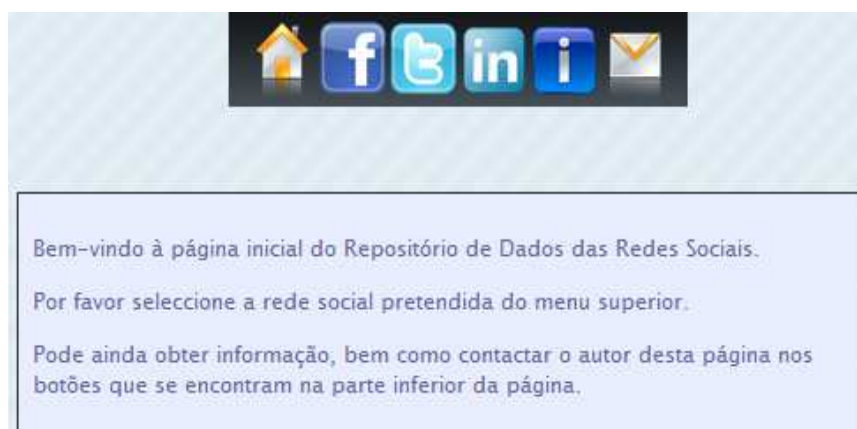 f
t
in
i
Bem-vindo à página inicial do Repositório de Dados das Redes Sociais.
Por favor seleccione a rede social pretendida do menu superior.
Pode ainda obter informação, bem como contactar o autor desta página nos
botões que se encontram na parte inferior da página.